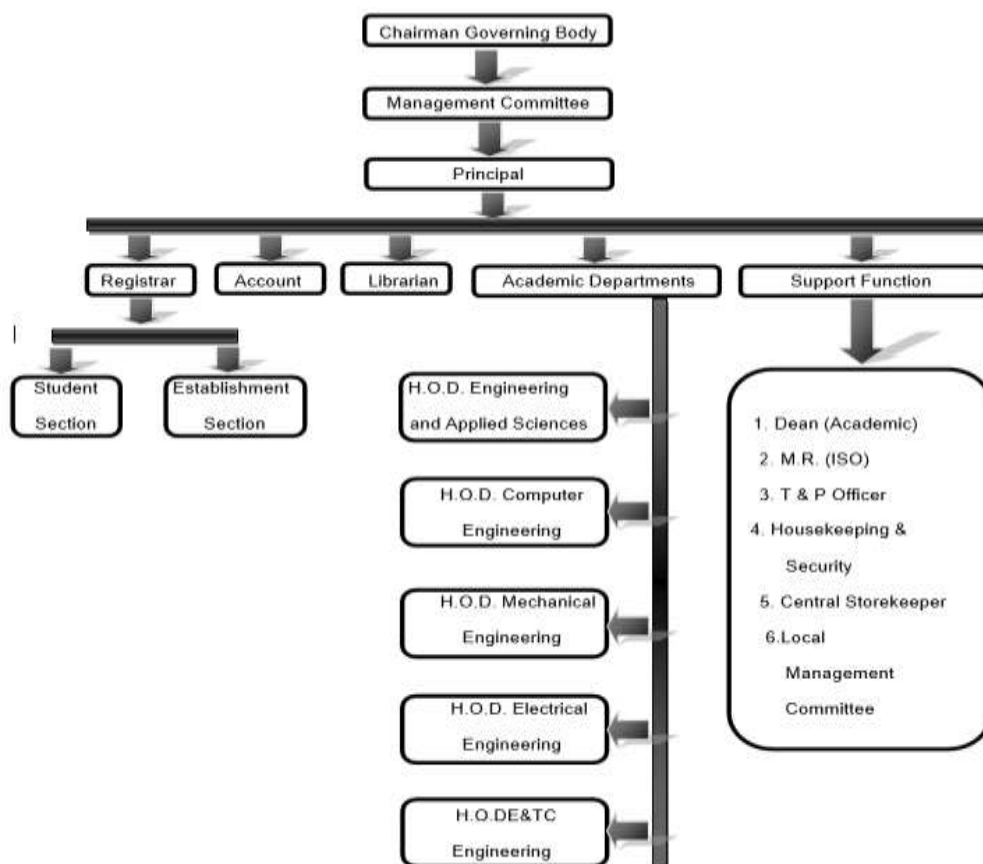 Chairman Governing Body
Management Committee
Principal
Registrar
Account
Librarian
Academic Departments
Support Function
Student
Section
Establishment
Section
H.O.D. Engineering
and Applied Sciences
H.O.D. Computer
Engineering
H.O.D. Mechanical
Engineering
H.O.D. Electrical
Engineering
H.O.DE&TC
Engineering
1. Dean (Academic)
2. M.R. (ISO)
3. T & P Officer
4. Housekeeping &
Security
5. Central Storekeeper
6.Local
Management
Committee